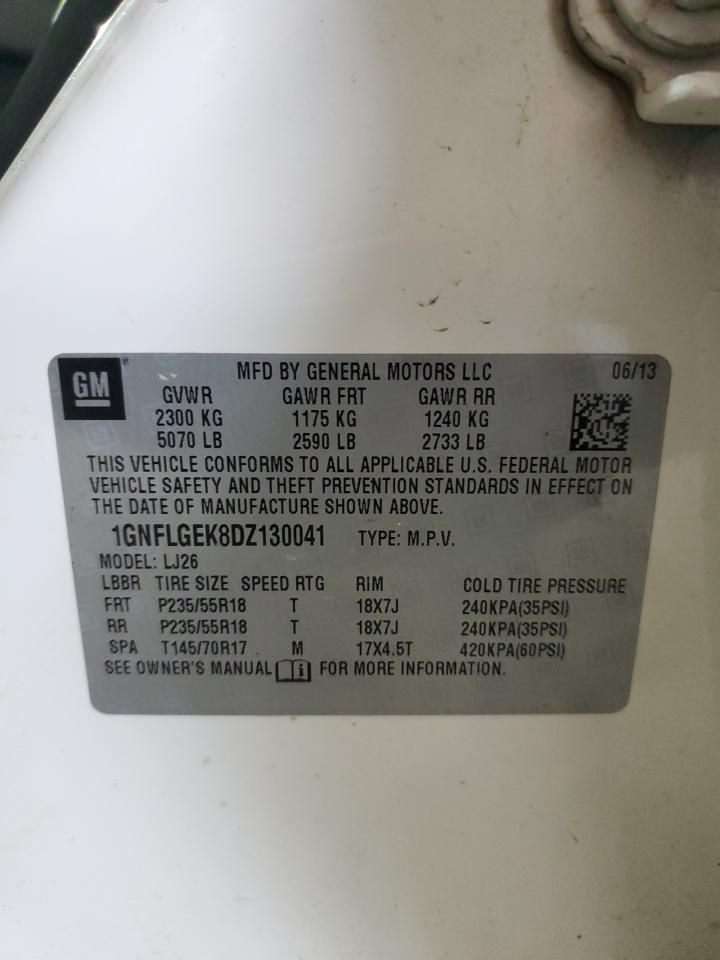 GM ® MFD BY GENERAL MOTORS LLC 06/13
GVWR GAWR FRT GAWR RR
2300 KG 1175 KG 1240 KG
5070 LB 2590 LB 2733 LB
THIS VEHICLE CONFORMS TO ALL APPLICABLE U.S. FEDERAL MOTOR
VEHICLE SAFETY AND THEFT PREVENTION STANDARDS IN EFFECT ON
THE DATE OF MANUFACTURE SHOWN ABOVE.
1GNFLGEK8DZ130041 TYPE: M.P.V.
MODEL: LJ26
LBBR TIRE SIZE SPEED RTG RIM COLD TIRE PRESSURE
FRT P235/55R18 T 18X7J 240KPA(35PSI)
RR P235/55R18 T 18X7J 240KPA(35PSI)
SPA T145/70R17 M 17X4.5T 420KPA(60PSI)
SEE OWNER'S MANUAL i FOR MORE INFORMATION.